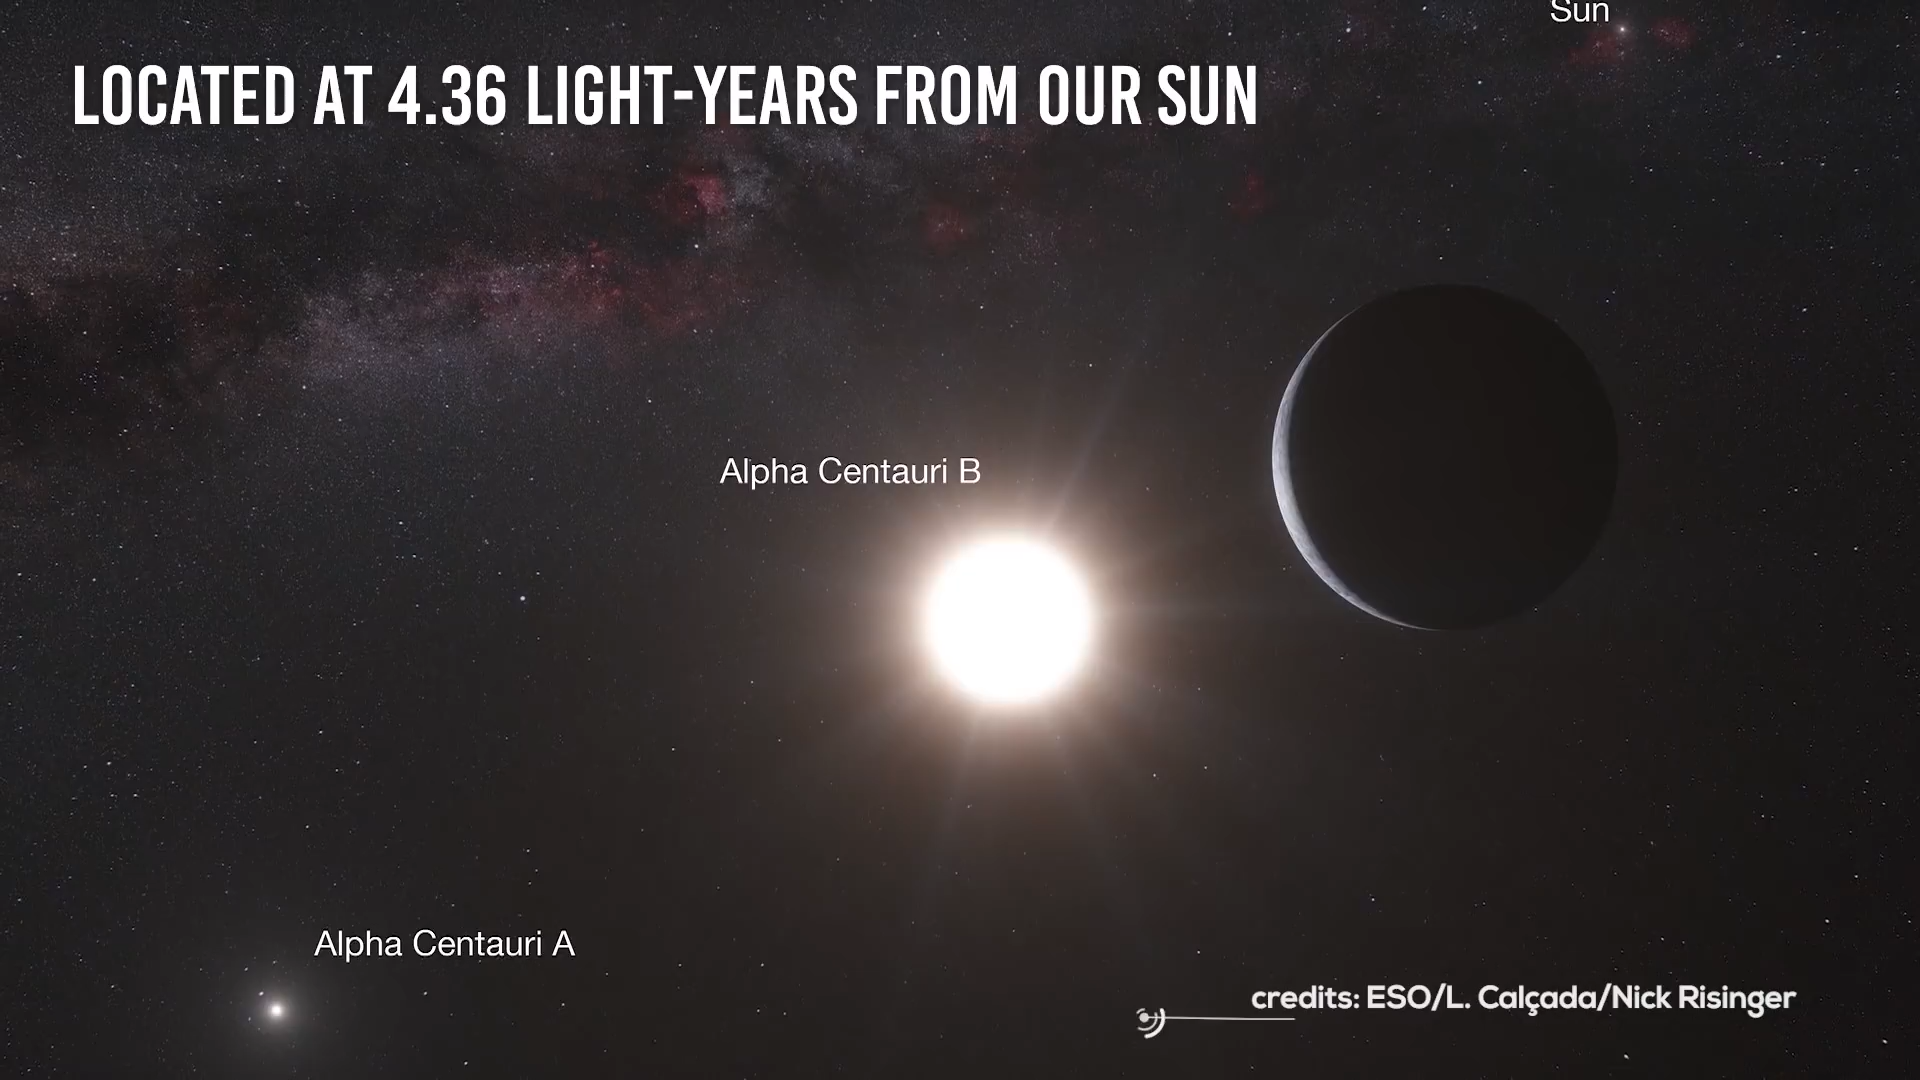 Sun
LOCATED AT 4.36 LIGHT-YEARS FROM OUR SUN
Alpha Centauri B
Alpha Centauri A
credits: ESO/L. Calçada/Nick Risinger